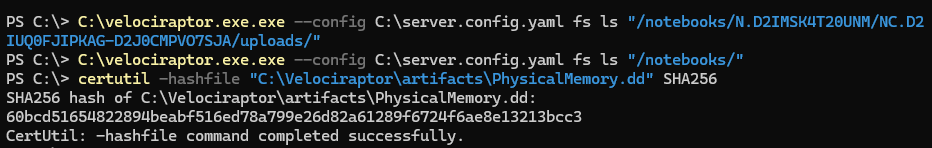 PS C:\> C:\velociraptor.exe.exe --config C:\server.config.yaml fs ls "/notebooks/N.D2IMSK4T20UNM/NC.D2
IUQ0FJIPKAG-D2J0CMPVO7SJA/uploads/"
PS C:\> C:\velociraptor.exe.exe --config C:\server.config.yaml fs ls "/notebooks/"
PS C:\> certutil -hashfile "C:\Velociraptor\artifacts\PhysicalMemory.dd" SHA256
SHA256 hash of C:\Velociraptor\artifacts\PhysicalMemory.dd:
60bcd51654822894beabf516ed78a799e26d82a61289f6724f6ae8e13213bcc3
CertUtil: -hashfile command completed successfully.